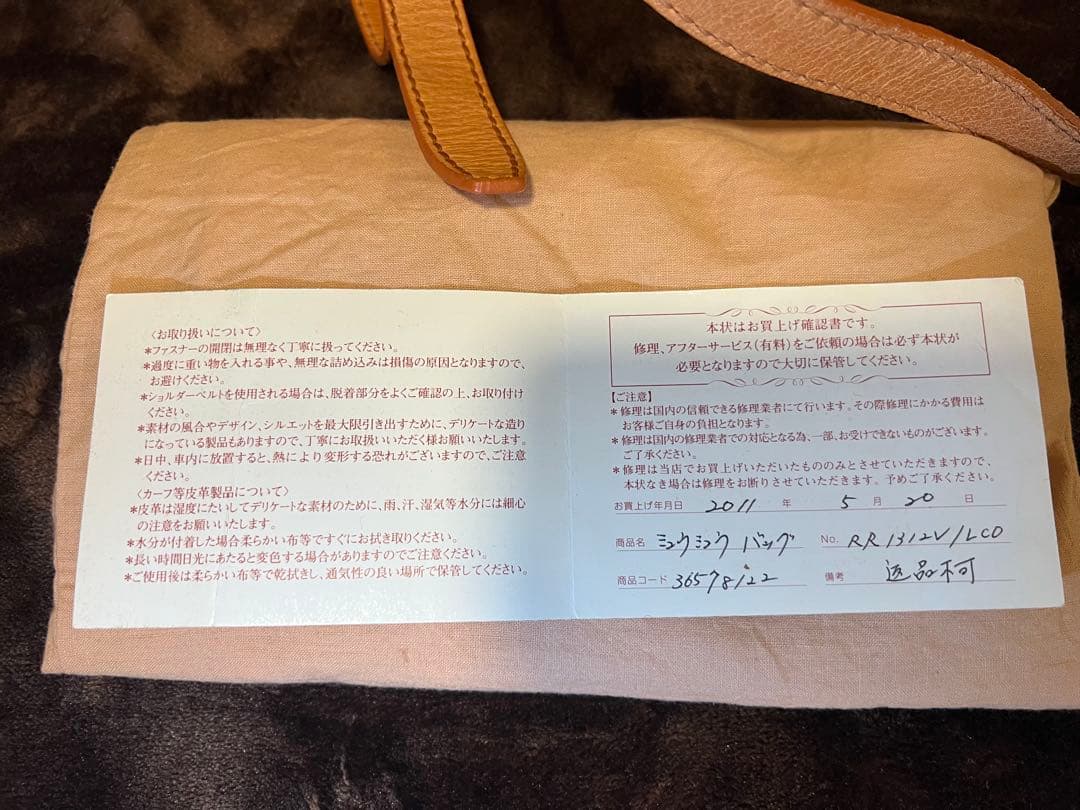 〈お取り扱いについて〉
*ファスナーの開閉は無理なく丁寧に扱ってください。
*過度に重い物を入れる事や、無理な詰め込みは損傷の原因となりますので、
お避けください。
*ショルダーベルトを使用される場合は、脱着部分をよくご確認の上、お取り付け
ください。
*素材の風合やデザイン、シルエットを最大限引き出すために、デリケートな造り
になっている製品もありますので、丁寧にお取扱いいただく様お願いいたします。
*日中、車内に放置すると、熱により変形する恐れがございますので、ご注意
ください。
〈カーフ等皮革製品について〉
*皮革は湿度にたいしてデリケートな素材のために、雨、汗、湿気等水分には細心
の注意をお願いいたします。
*水分が付着した場合柔らかい布等ですぐにお拭き取りください。
*長い時間日光にあたると変色する場合がありますのでご注意ください。
*ご使用後は柔らかい布等で乾拭きし、通気性の良い場所で保管してください。
本状はお買上げ確認書です。
修理、アフターサービス(有料)をご依頼の場合は必ず本状が
必要となりますので大切に保管してください。
【ご注意】
*修理は国内の信頼できる修理業者にて行います。その際修理にかかる費用は
お客様ご自身の負担となります。
*修理は国内の修理業者での対応となる為、一部、お受けできないものがございます。
ご了承ください。
*修理は当店でお買上げいただいたもののみとさせていただきますので、
本状なき場合は修理をお断りさせていただきます。予めご了承ください。
お買上げ年月日 2011 年 5 月 20 日
商品名 ミュウミュウ バッグ No. RR1312V/LCO
商品コード 36578122 備考 返品不可